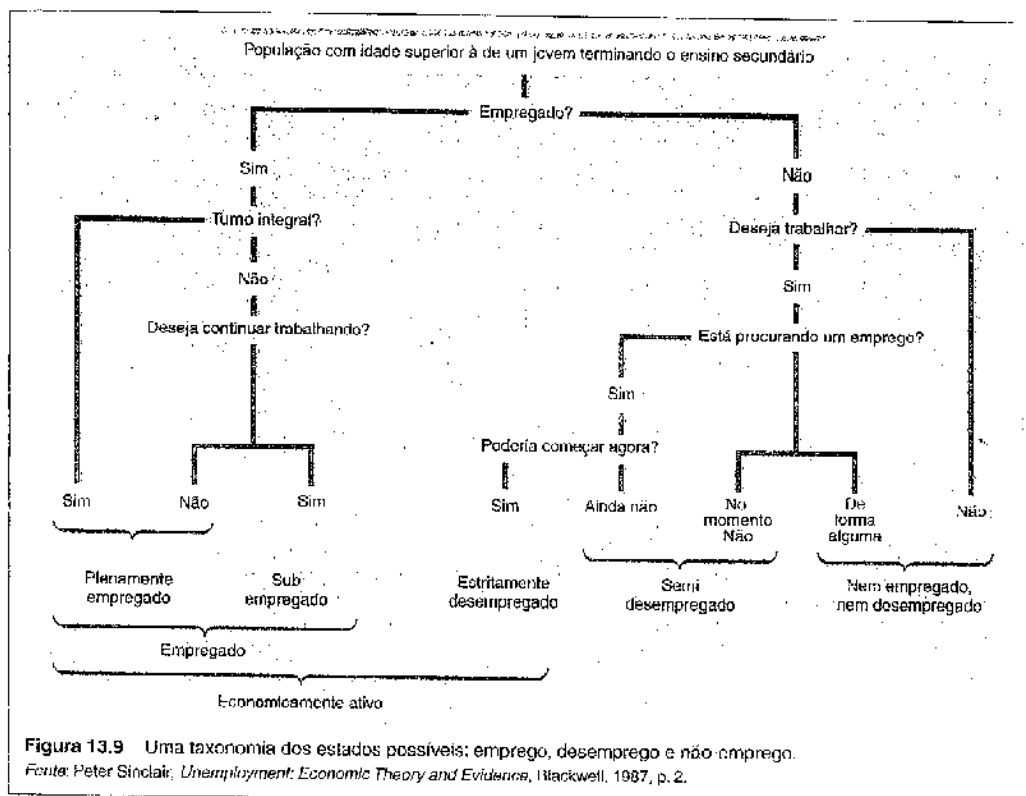 População com idade superior à de um jovem terminando o ensino secundário
Empregado?
Sim
Não
Turno integral?
Deseja trabalhar?
Não
Sim
Deseja continuar trabalhando?
Está procurando um emprego?
Sim
Poderia começar agora?
Sim
Não
Sim
Sim
Ainda não
No
momento
Não
De
forma
alguma
Não
Plenamente
empregado
Sub
empregado
Estritamente
desempregado
Semi
desempregado
Nem empregado,
nem desempregado
Empregado
Economicamente ativo
Figura 13.9 Uma taxonomia dos estados possíveis: emprego, desemprego e não-emprego.
Fonte: Peter Sinclair, Unemployment: Economic Theory and Evidence, Blackwell, 1987, p. 2.